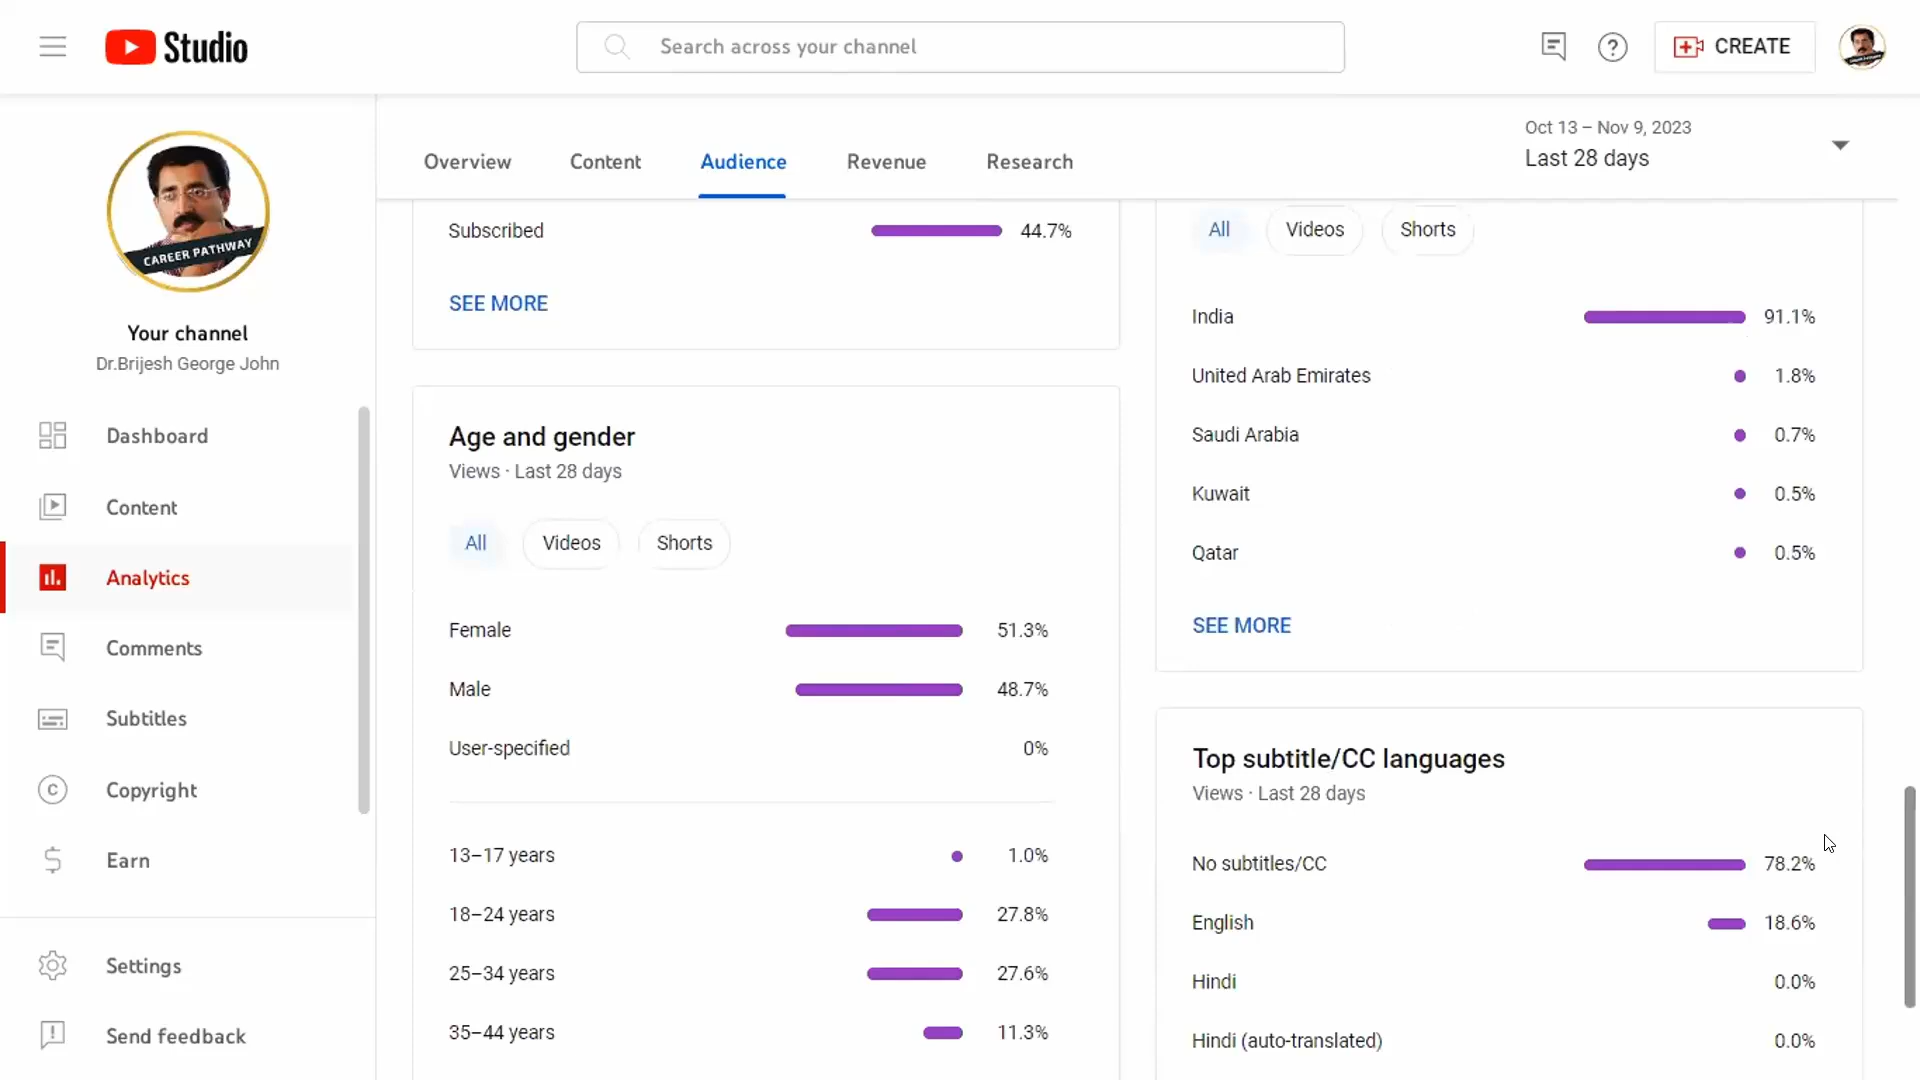 Studio
Search across your channel
CREATE
CAREER PATHWAY
Your channel
Dr.Brijesh George John
Dashboard
Content
Analytics
Comments
Subtitles
Copyright
Earn
Settings
Send feedback
Overview
Content
Audience
Revenue
Research
Oct 13 – Nov 9, 2023
Last 28 days
Subscribed 44.7%
SEE MORE
Age and gender
Views · Last 28 days
All Videos Shorts
Female 51.3%
Male 48.7%
User-specified 0%
13–17 years 1.0%
18–24 years 27.8%
25–34 years 27.6%
35–44 years 11.3%
All Videos Shorts
India 91.1%
United Arab Emirates 1.8%
Saudi Arabia 0.7%
Kuwait 0.5%
Qatar 0.5%
SEE MORE
Top subtitle/CC languages
Views · Last 28 days
No subtitles/CC 78.2%
English 18.6%
Hindi 0.0%
Hindi (auto-translated) 0.0%